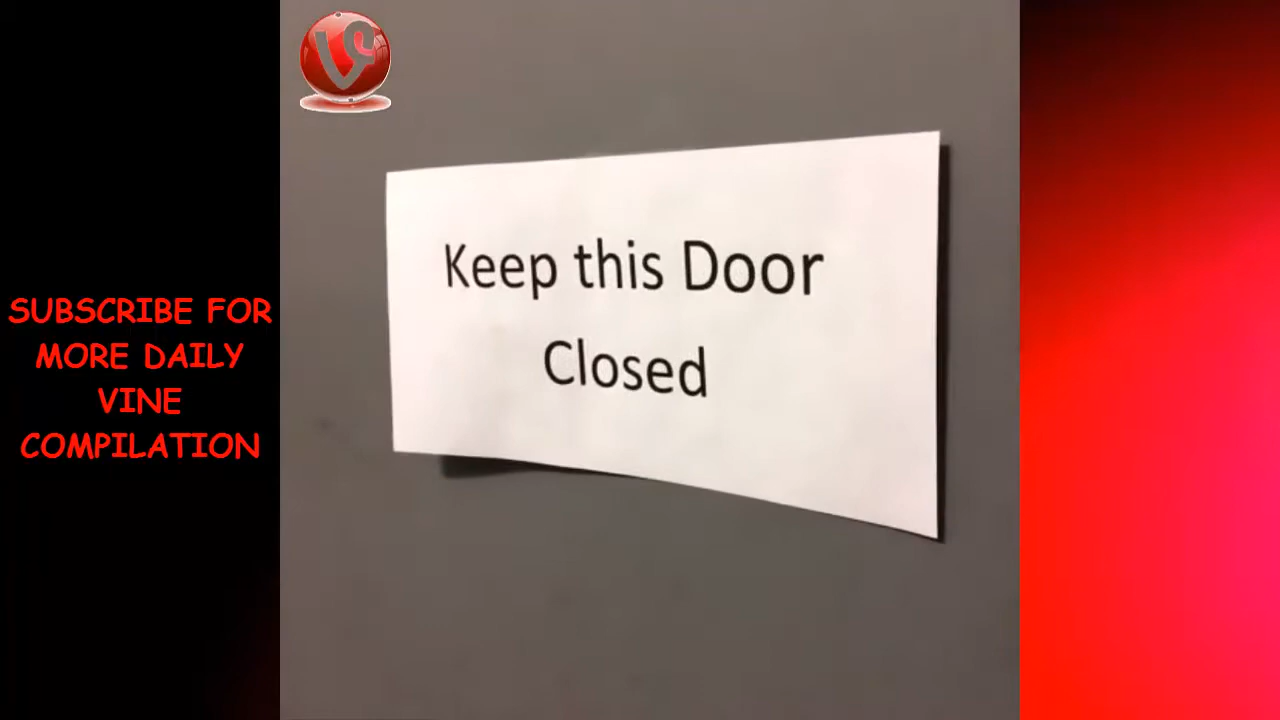 SUBSCRIBE FOR
MORE DAILY
VINE
COMPILATION
Keep this Door
Closed